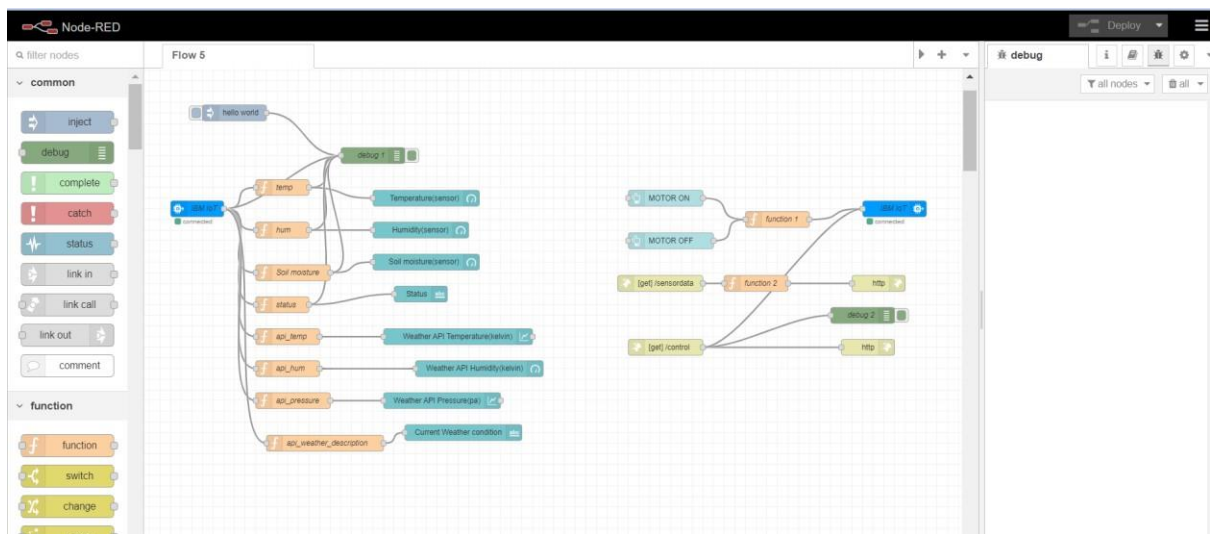 Node-RED
Deploy
filter nodes
common
inject
debug
complete
catch
status
link in
link call
link out
comment
function
function
switch
change
Flow 5
hello world
debug 1
IBM IoT
connected
temp
hum
Soil moisture
status
api_temp
api_hum
api_pressure
api_weather_description
Temperature(sensor)
Humidity(sensor)
Soil moisture(sensor)
Status
Weather API Temperature(kelvin)
Weather API Humidity(kelvin)
Weather API Pressure(pa)
Current Weather condition
MOTOR ON
MOTOR OFF
function 1
IBM IoT
connected
[get] /sensordata
function 2
http
debug 2
[get] /control
http
debug
i
all nodes
all